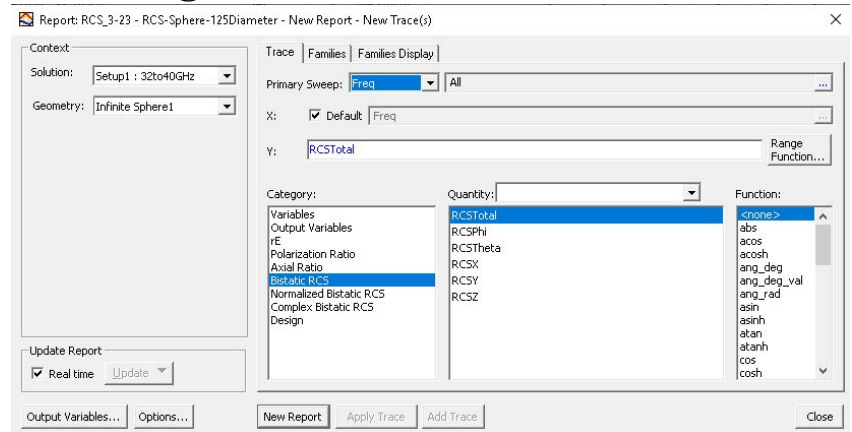 Report: RCS_3-23 - RCS-Sphere-125Diameter - New Report - New Trace(s)
Context
Solution: Setup1 : 32to40GHz
Geometry: Infinite Sphere1
Trace Families Families Display
Primary Sweep: Freq All ...
X: Default Freq ...
Y: RCSTotal Range Function...
Category: Quantity: Function:
Variables
Output Variables
rE
Polarization Ratio
Axial Ratio
Bistatic RCS
Normalized Bistatic RCS
Complex Bistatic RCS
Design
RCSTotal
RCSPhi
RCSTheta
RCSX
RCSY
RCSZ
<none>
abs
acos
acosh
ang_deg
ang_deg_val
ang_rad
asin
asinh
atan
atanh
cos
cosh
Update Report
Real time Update
Output Variables... Options... New Report Apply Trace Add Trace Close